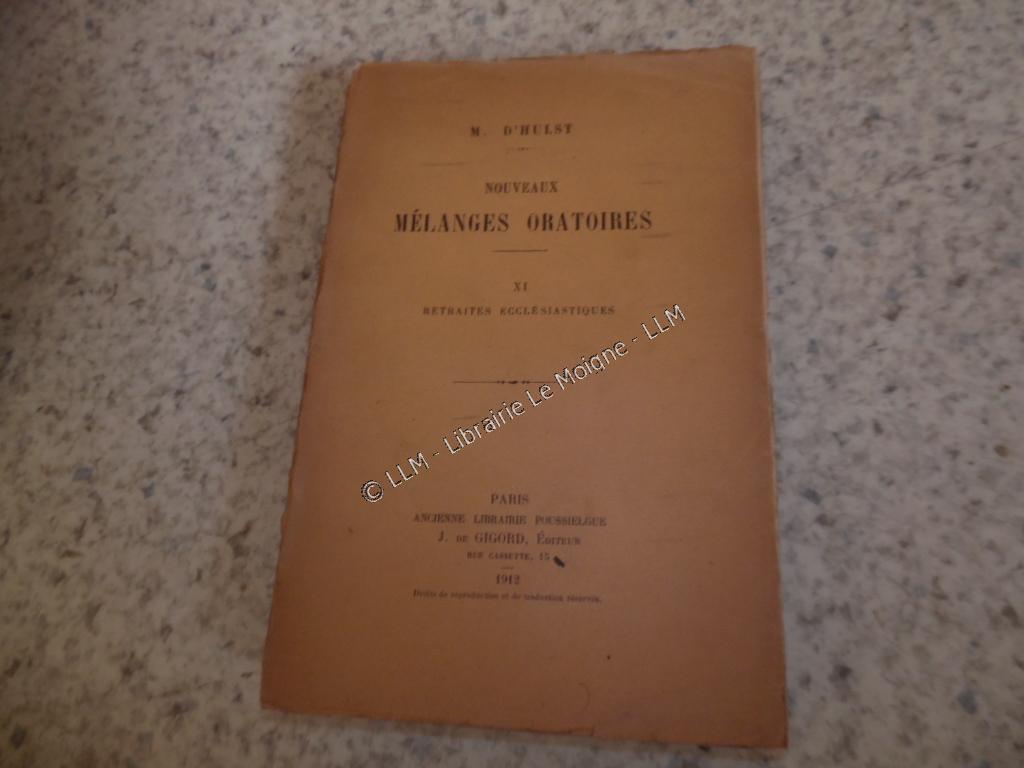 M. D'HULST
NOUVEAUX
MÉLANGES ORATOIRES
XI
RETRAITES ECCLÉSIASTIQUES
© LLM - Librairie Le Moigne - LLM
PARIS
ANCIENNE LIBRAIRIE POUSSIELGUE
J. DE GIGORD, ÉDITEUR
RUE CASSETTE, 15
1912
Droits de reproduction et de traduction réservés.